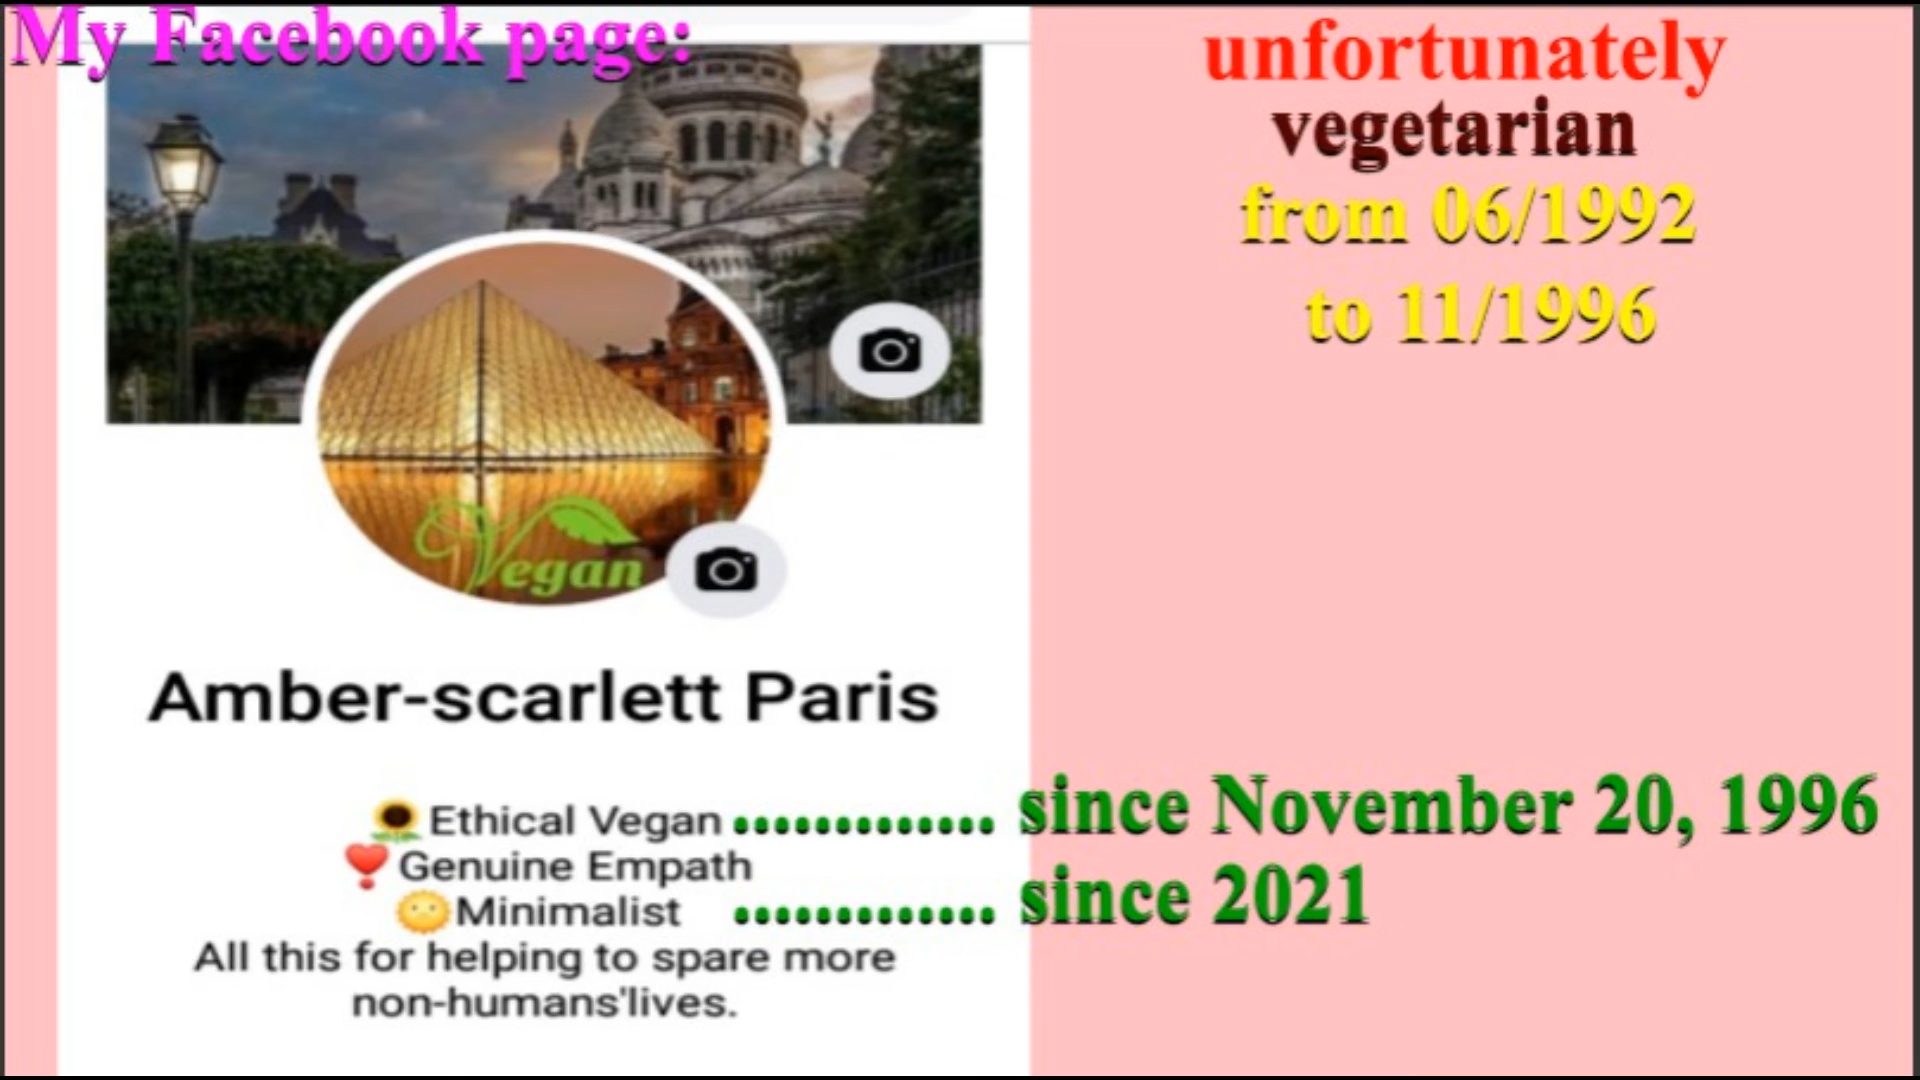 My Facebook page:
unfortunately
vegetarian
from 06/1992
to 11/1996
Vegan
Amber-scarlett Paris
🌻Ethical Vegan ............. since November 20, 1996
❣️Genuine Empath
🌝Minimalist ............. since 2021
All this for helping to spare more
non-humans'lives.